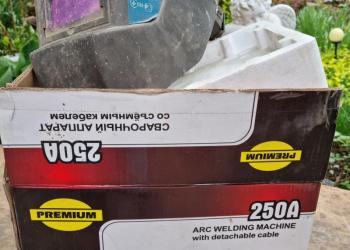 СВАРОЧНЫЙ АППАРАТ
СО СЪЁМНЫМ КАБЕЛЕМ
250A
PREMIUM
PREMIUM
250A
ARC WELDING MACHINE
with detachable cable